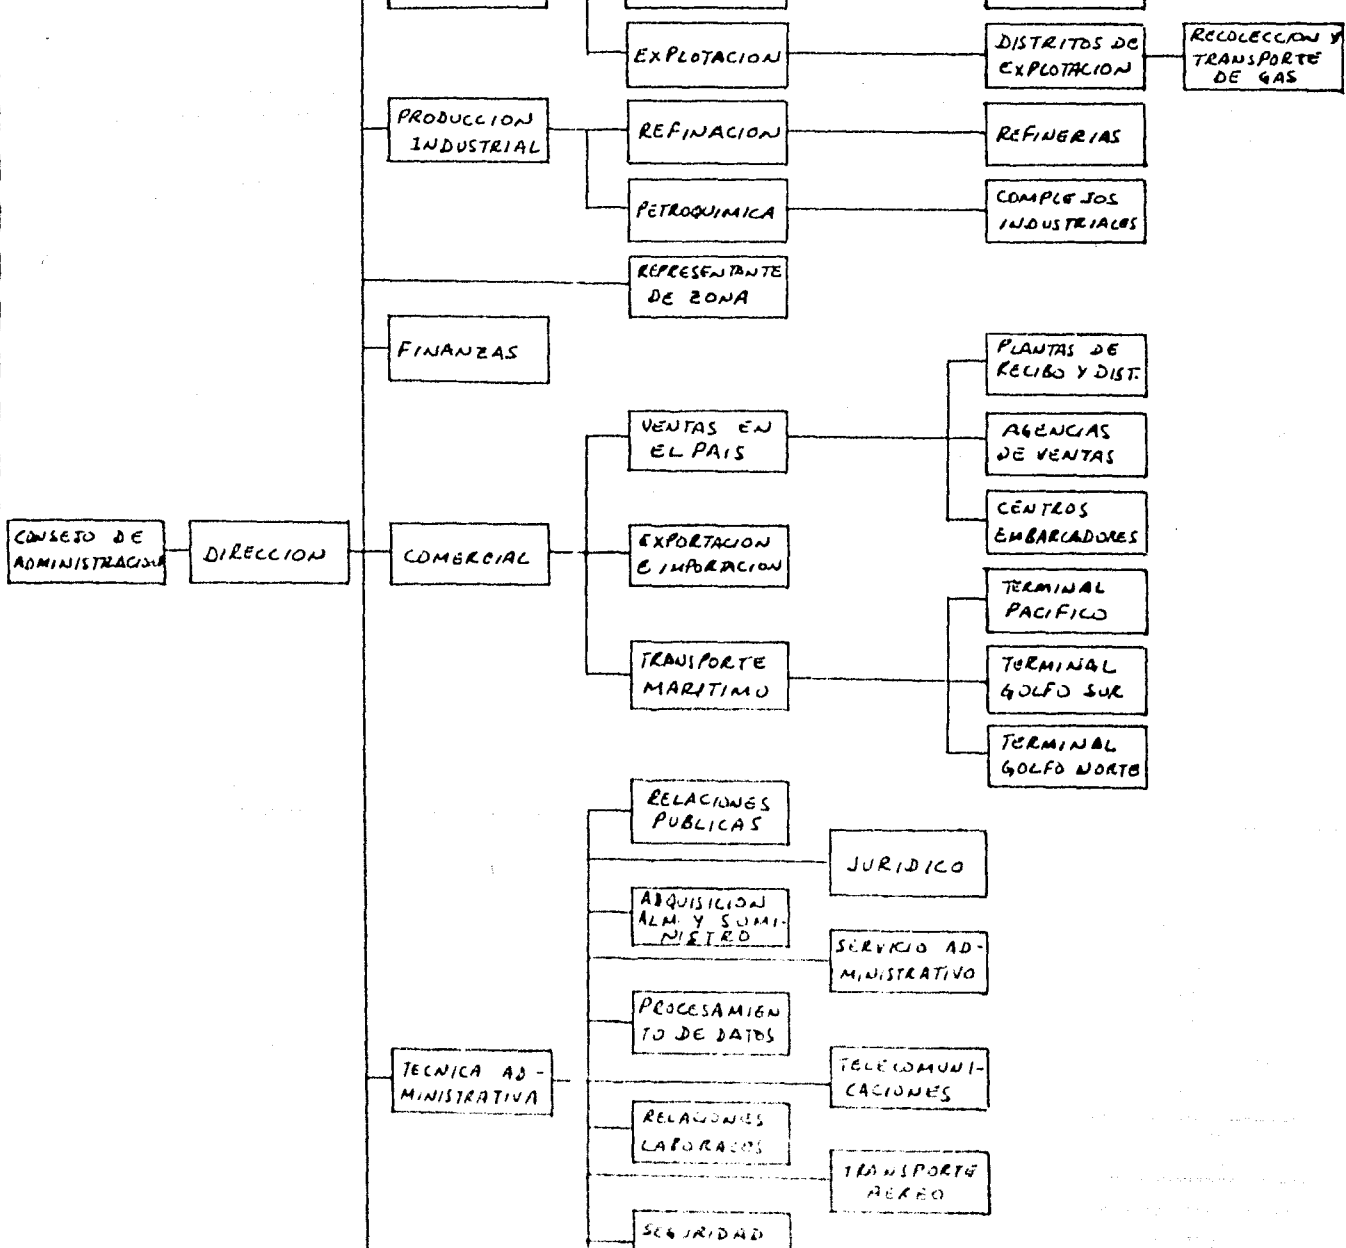 EXPLOTACION
DISTRITOS DE
EXPLOTACION
RECOLECCION Y
TRANSPORTE
DE GAS
PRODUCCION
INDUSTRIAL
REFINACION
REFINERIAS
PETROQUIMICA
COMPLEJOS
INDUSTRIALES
REPRESENTANTE
DE ZONA
FINANZAS
PLANTAS DE
RECIBO Y DIST.
VENTAS EN
EL PAIS
AGENCIAS
DE VENTAS
CENTROS
EMBARCADORES
CONSEJO DE
ADMINISTRACION
DIRECCION
COMERCIAL
EXPORTACION
E IMPORTACION
TERMINAL
PACIFICO
TRANSPORTE
MARITIMO
TERMINAL
GOLFO SUR
TERMINAL
GOLFO NORTE
RELACIONES
PUBLICAS
JURIDICO
ADQUISICION
ALM. Y SUMI-
NISTRO
SERVICIO AD-
MINISTRATIVO
PROCESAMIEN
TO DE DATOS
TECNICA AD-
MINISTRATIVA
TELECOMUNI-
CACIONES
RELACIONES
LABORALES
TRANSPORTE
AEREO
SEGURIDAD